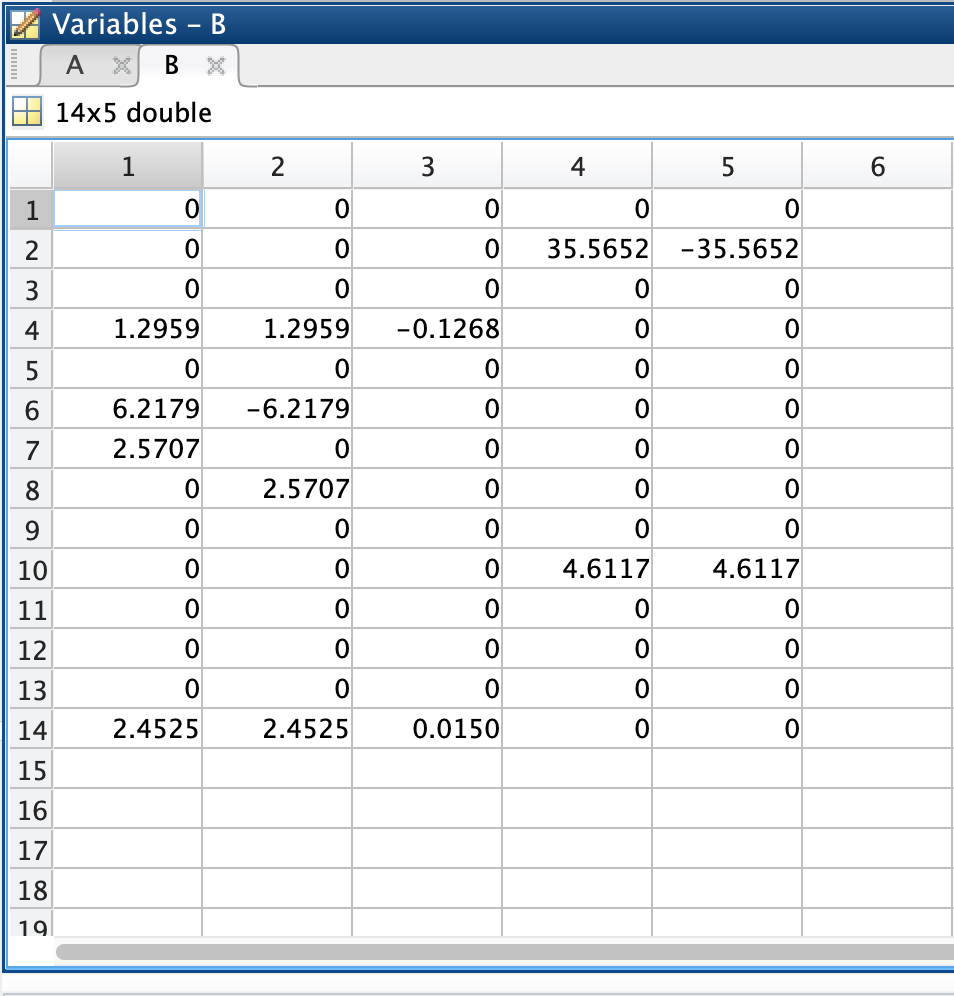 Variables – B
A B
14x5 double
1 2 3 4 5 6
1 0 0 0 0 0
2 0 0 0 35.5652 −35.5652
3 0 0 0 0 0
4 1.2959 1.2959 −0.1268 0 0
5 0 0 0 0 0
6 6.2179 −6.2179 0 0 0
7 2.5707 0 0 0 0
8 0 2.5707 0 0 0
9 0 0 0 0 0
10 0 0 0 4.6117 4.6117
11 0 0 0 0 0
12 0 0 0 0 0
13 0 0 0 0 0
14 2.4525 2.4525 0.0150 0 0
15
16
17
18
19